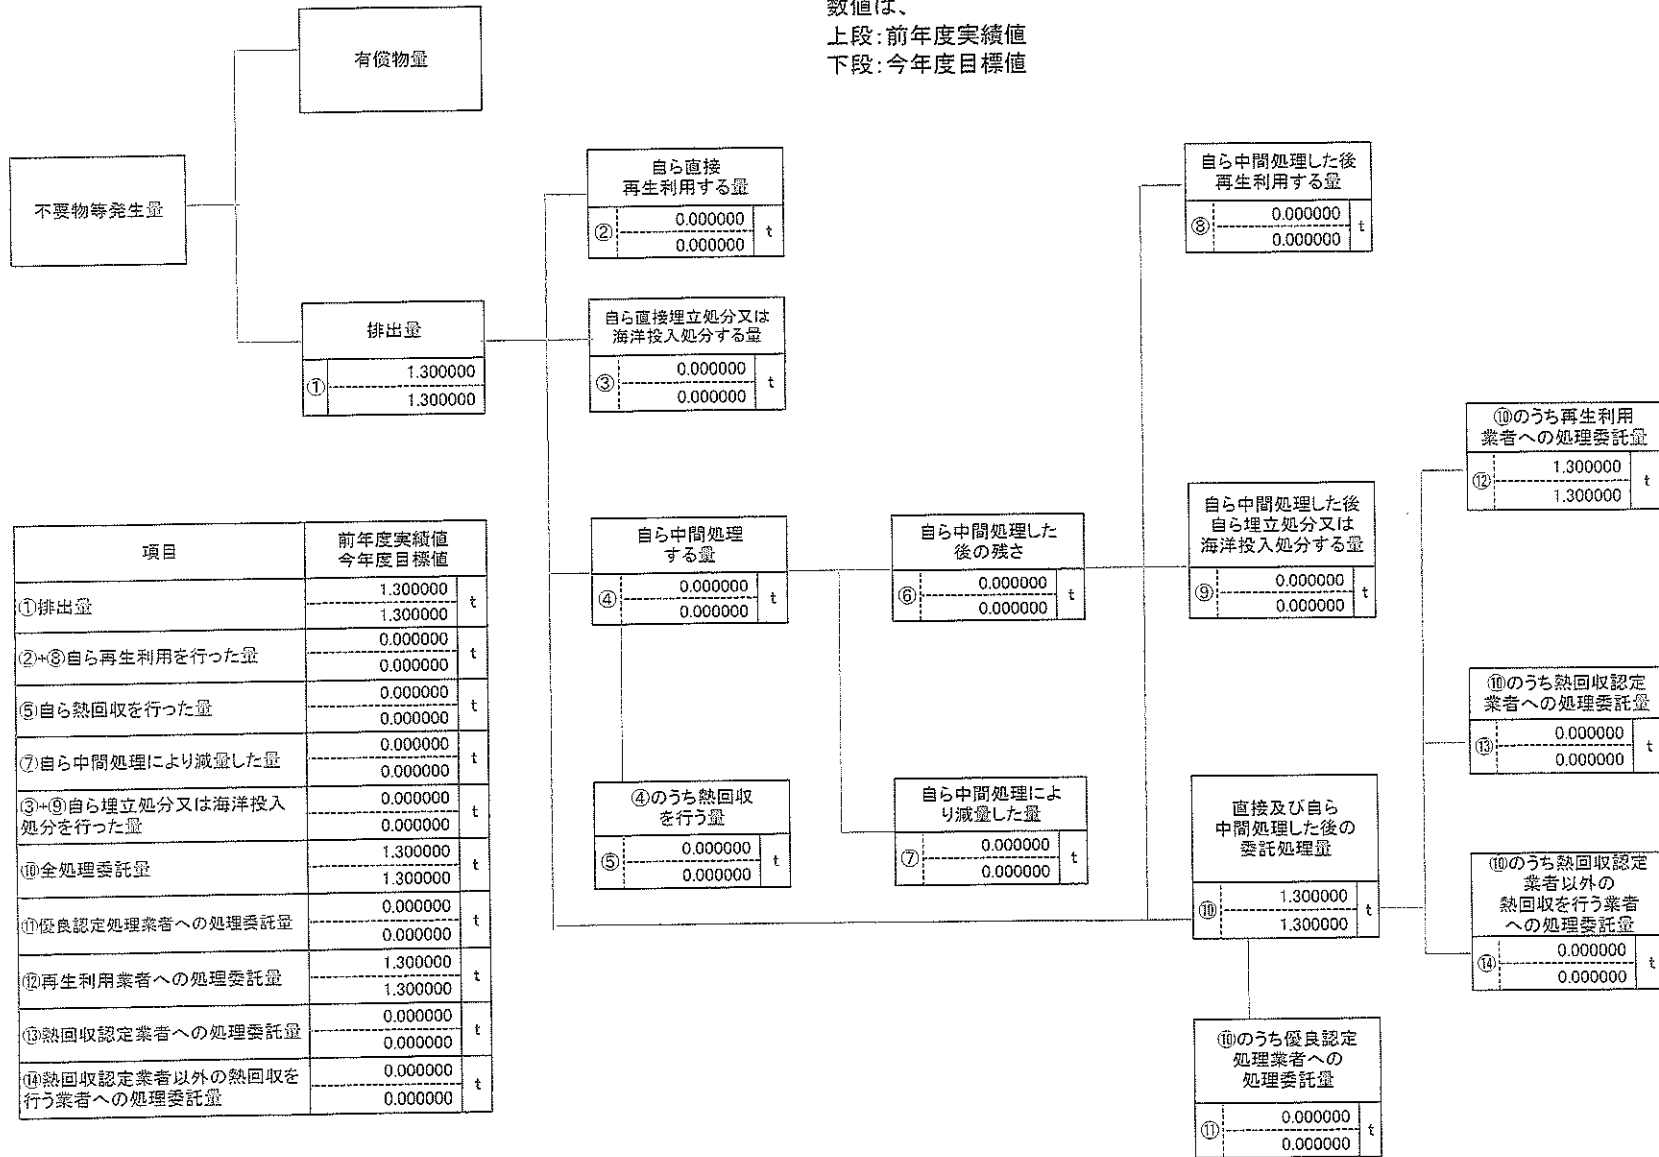 数値は、
上段:前年度実績値
下段:今年度目標値
有償物量
不要物等発生量
排出量
① 1.300000
1.300000
自ら直接
再生利用する量
② 0.000000 t
0.000000
自ら直接埋立処分又は
海洋投入処分する量
③ 0.000000 t
0.000000
自ら中間処理
する量
④ 0.000000 t
0.000000
④のうち熱回収
を行う量
⑤ 0.000000 t
0.000000
自ら中間処理した
後の残さ
⑥ 0.000000 t
0.000000
自ら中間処理によ
り減量した量
⑦ 0.000000 t
0.000000
自ら中間処理した後
再生利用する量
⑧ 0.000000 t
0.000000
自ら中間処理した後
自ら埋立処分又は
海洋投入処分する量
⑨ 0.000000 t
0.000000
直接及び自ら
中間処理した後の
委託処理量
⑩ 1.300000 t
1.300000
⑩のうち優良認定
処理業者への
処理委託量
⑪ 0.000000 t
0.000000
⑩のうち再生利用
業者への処理委託量
⑫ 1.300000 t
1.300000
⑩のうち熱回収認定
業者への処理委託量
⑬ 0.000000 t
0.000000
⑩のうち熱回収認定
業者以外の
熱回収を行う業者
への処理委託量
⑭ 0.000000 t
0.000000
項目 前年度実績値
今年度目標値
①排出量 1.300000 t
1.300000
②+⑧自ら再生利用を行った量 0.000000 t
0.000000
⑤自ら熱回収を行った量 0.000000 t
0.000000
⑦自ら中間処理により減量した量 0.000000 t
0.000000
③+⑨自ら埋立処分又は海洋投入 0.000000 t
処分を行った量 0.000000
⑩全処理委託量 1.300000 t
1.300000
⑪優良認定処理業者への処理委託量 0.000000 t
0.000000
⑫再生利用業者への処理委託量 1.300000 t
1.300000
⑬熱回収認定業者への処理委託量 0.000000 t
0.000000
⑭熱回収認定業者以外の熱回収を 0.000000 t
行う業者への処理委託量 0.000000